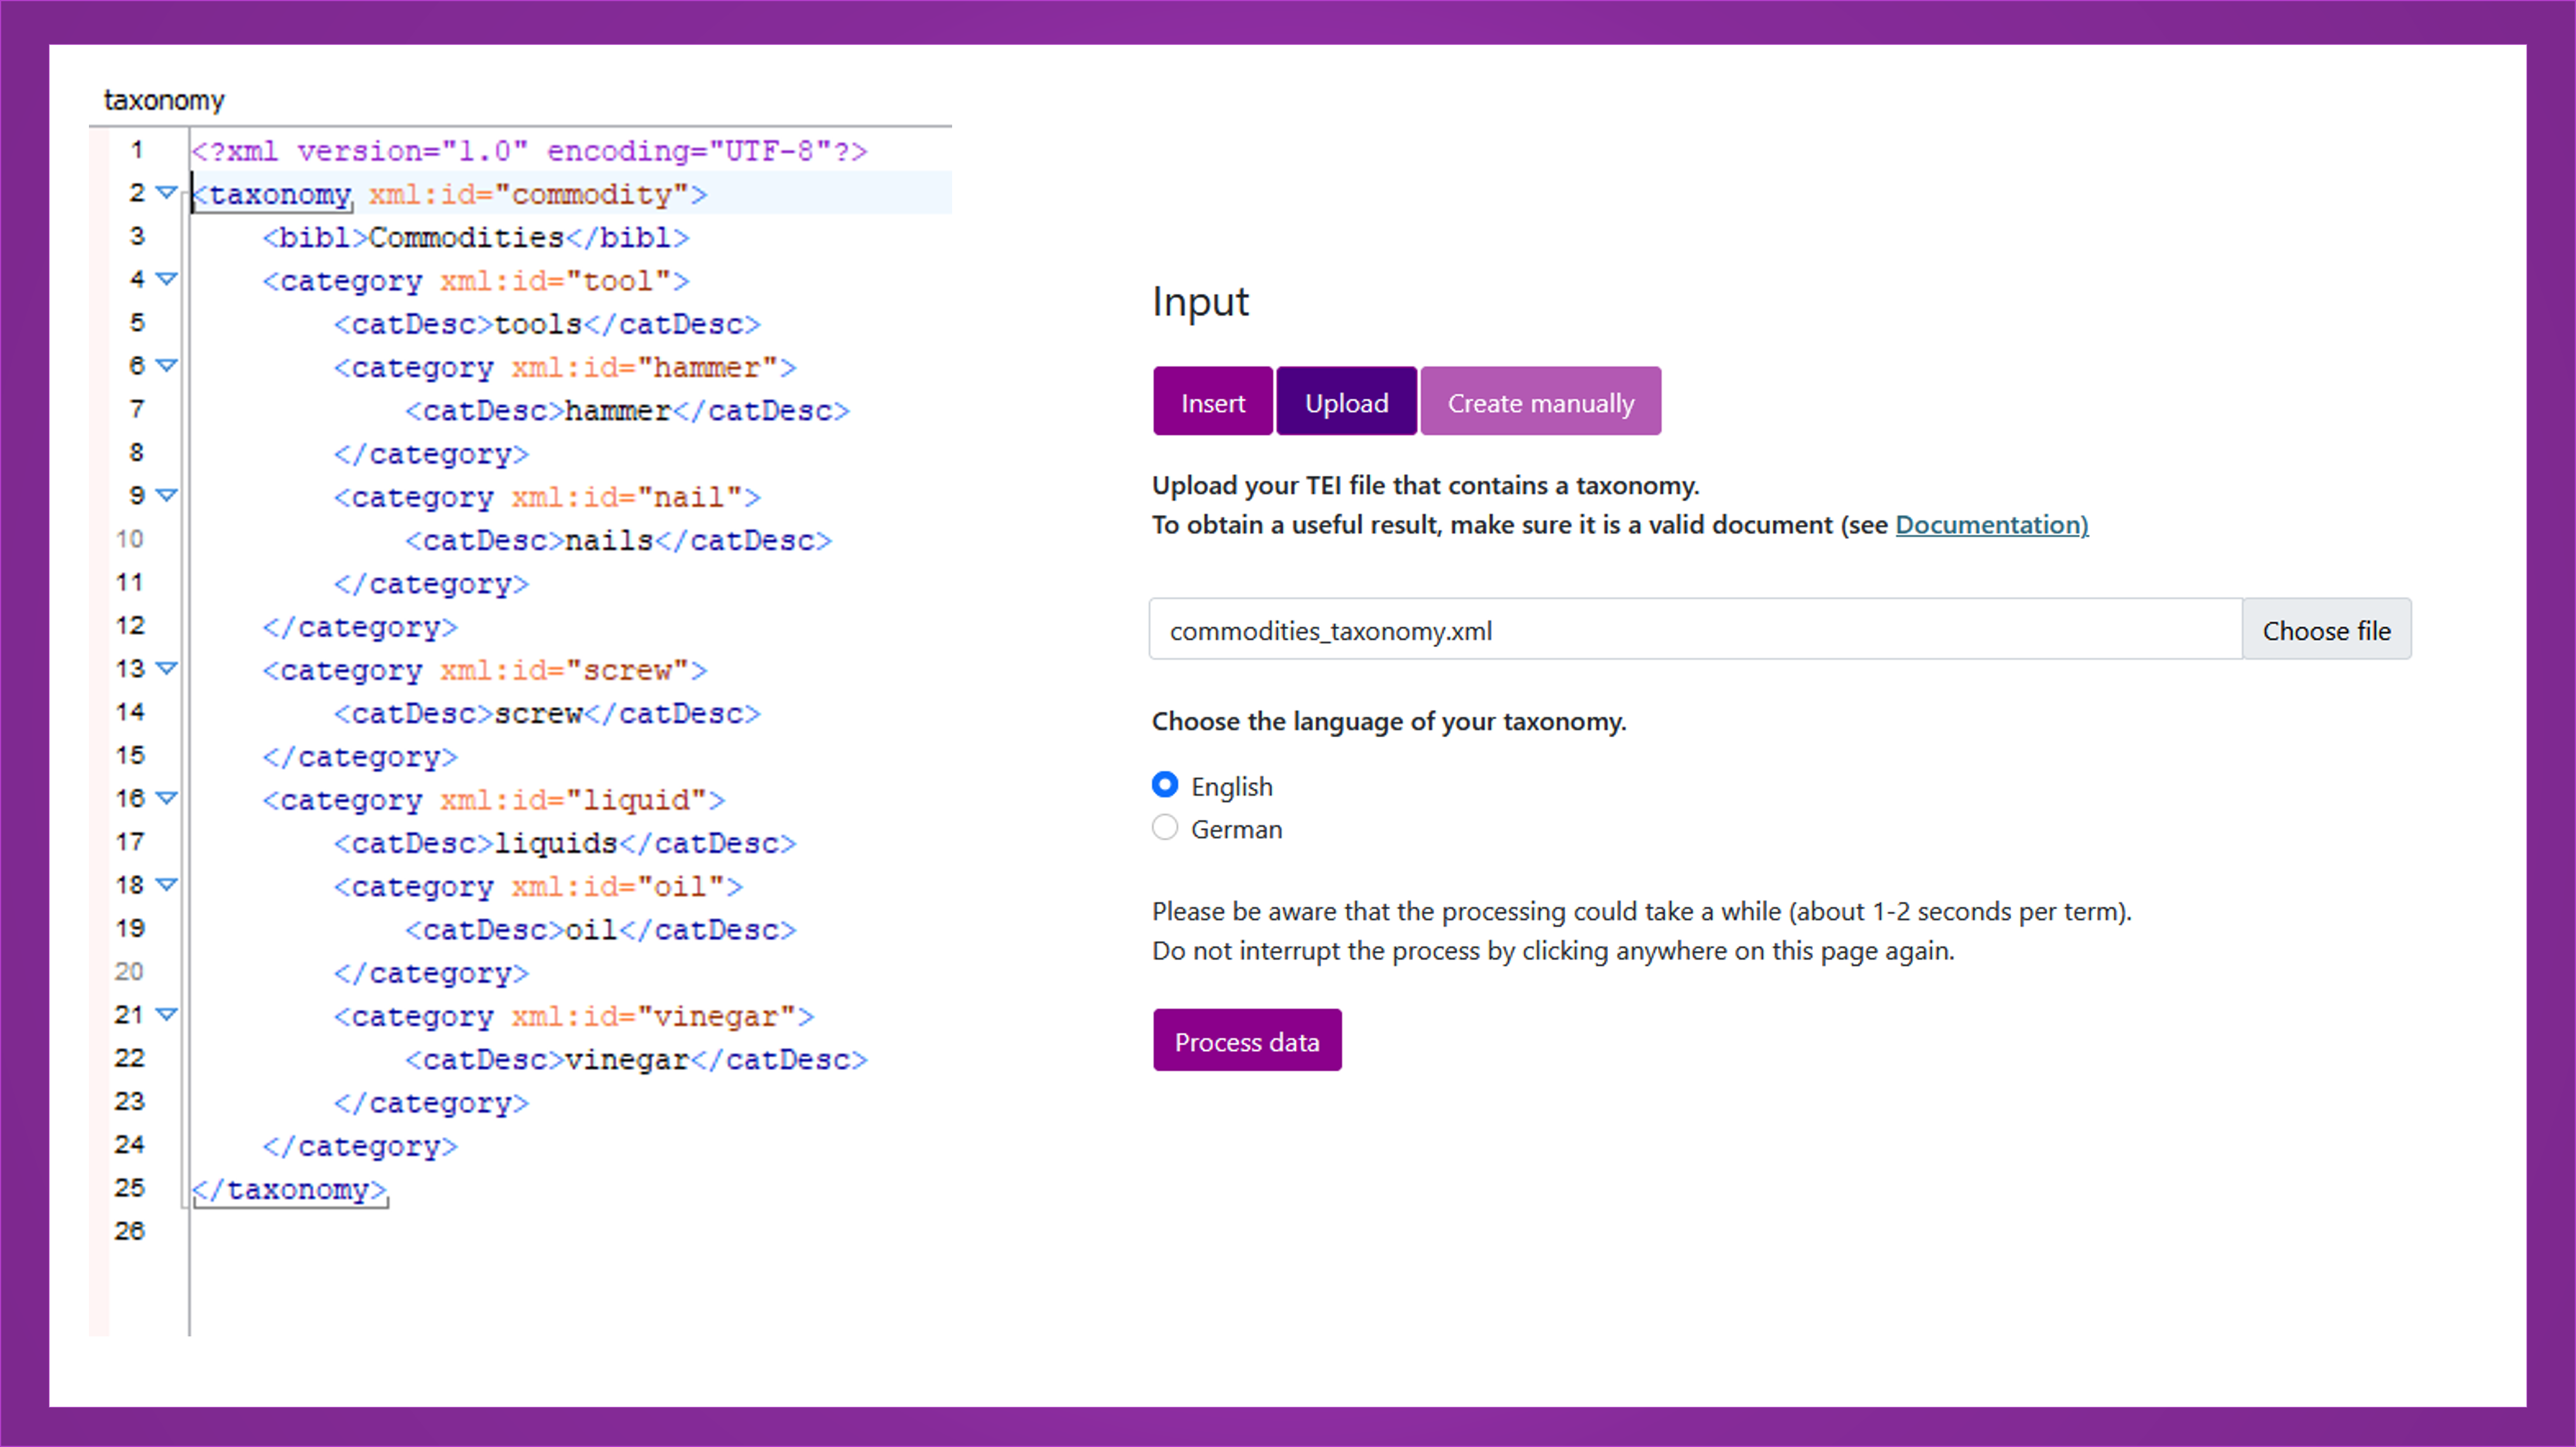 taxonomy
1 <?xml version="1.0" encoding="UTF-8"?>
2 <taxonomy xml:id="commodity">
3 <bibl>Commodities</bibl>
4 <category xml:id="tool">
5 <catDesc>tools</catDesc>
6 <category xml:id="hammer">
7 <catDesc>hammer</catDesc>
8 </category>
9 <category xml:id="nail">
10 <catDesc>nails</catDesc>
11 </category>
12 </category>
13 <category xml:id="screw">
14 <catDesc>screw</catDesc>
15 </category>
16 <category xml:id="liquid">
17 <catDesc>liquids</catDesc>
18 <category xml:id="oil">
19 <catDesc>oil</catDesc>
20 </category>
21 <category xml:id="vinegar">
22 <catDesc>vinegar</catDesc>
23 </category>
24 </category>
25 </taxonomy>
26
Input
Insert Upload Create manually
Upload your TEI file that contains a taxonomy.
To obtain a useful result, make sure it is a valid document (see Documentation)
commodities_taxonomy.xml Choose file
Choose the language of your taxonomy.
English
German
Please be aware that the processing could take a while (about 1-2 seconds per term).
Do not interrupt the process by clicking anywhere on this page again.
Process data